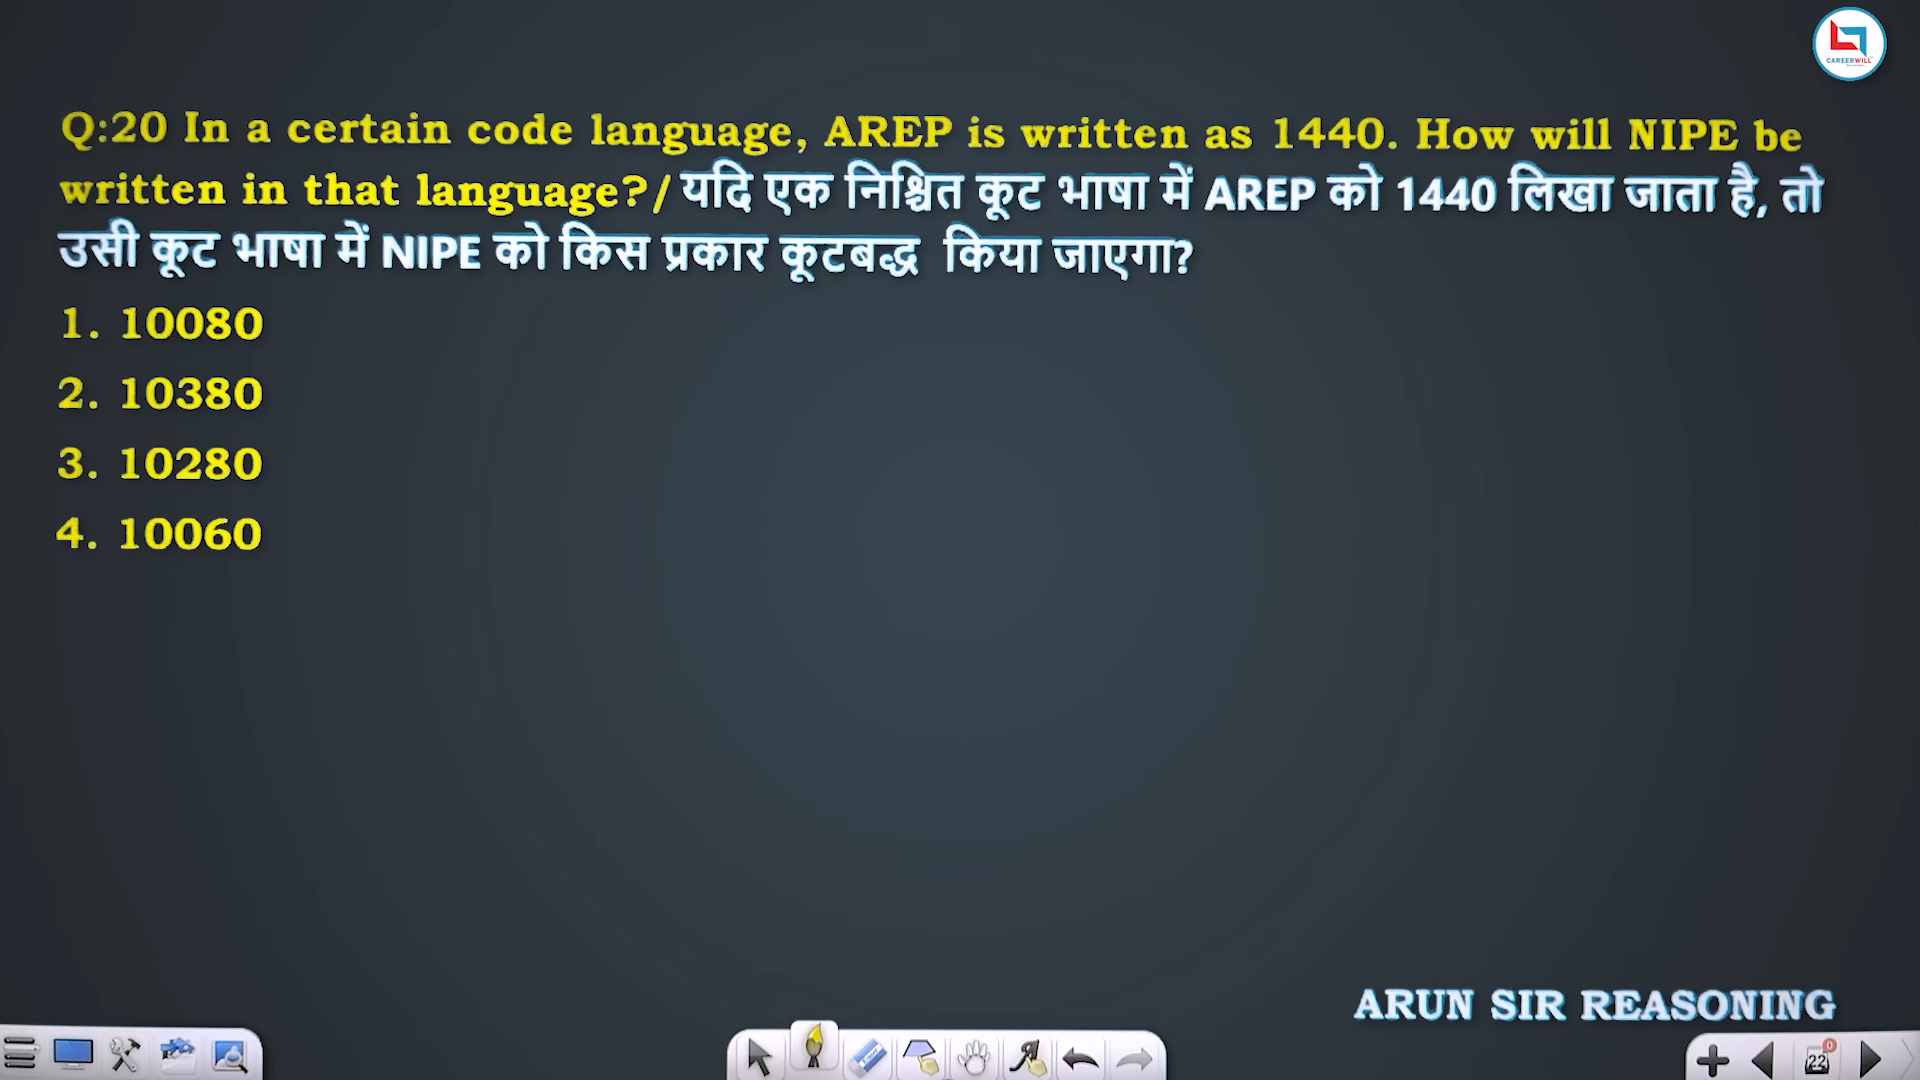 CAREERWILL
Q:20 In a certain code language, AREP is written as 1440. How will NIPE be
written in that language?/ यदि एक निश्चित कूट भाषा में AREP को 1440 लिखा जाता है, तो
उसी कूट भाषा में NIPE को किस प्रकार कूटबद्ध किया जाएगा?
1. 10080
2. 10380
3. 10280
4. 10060
ARUN SIR REASONING
22
0